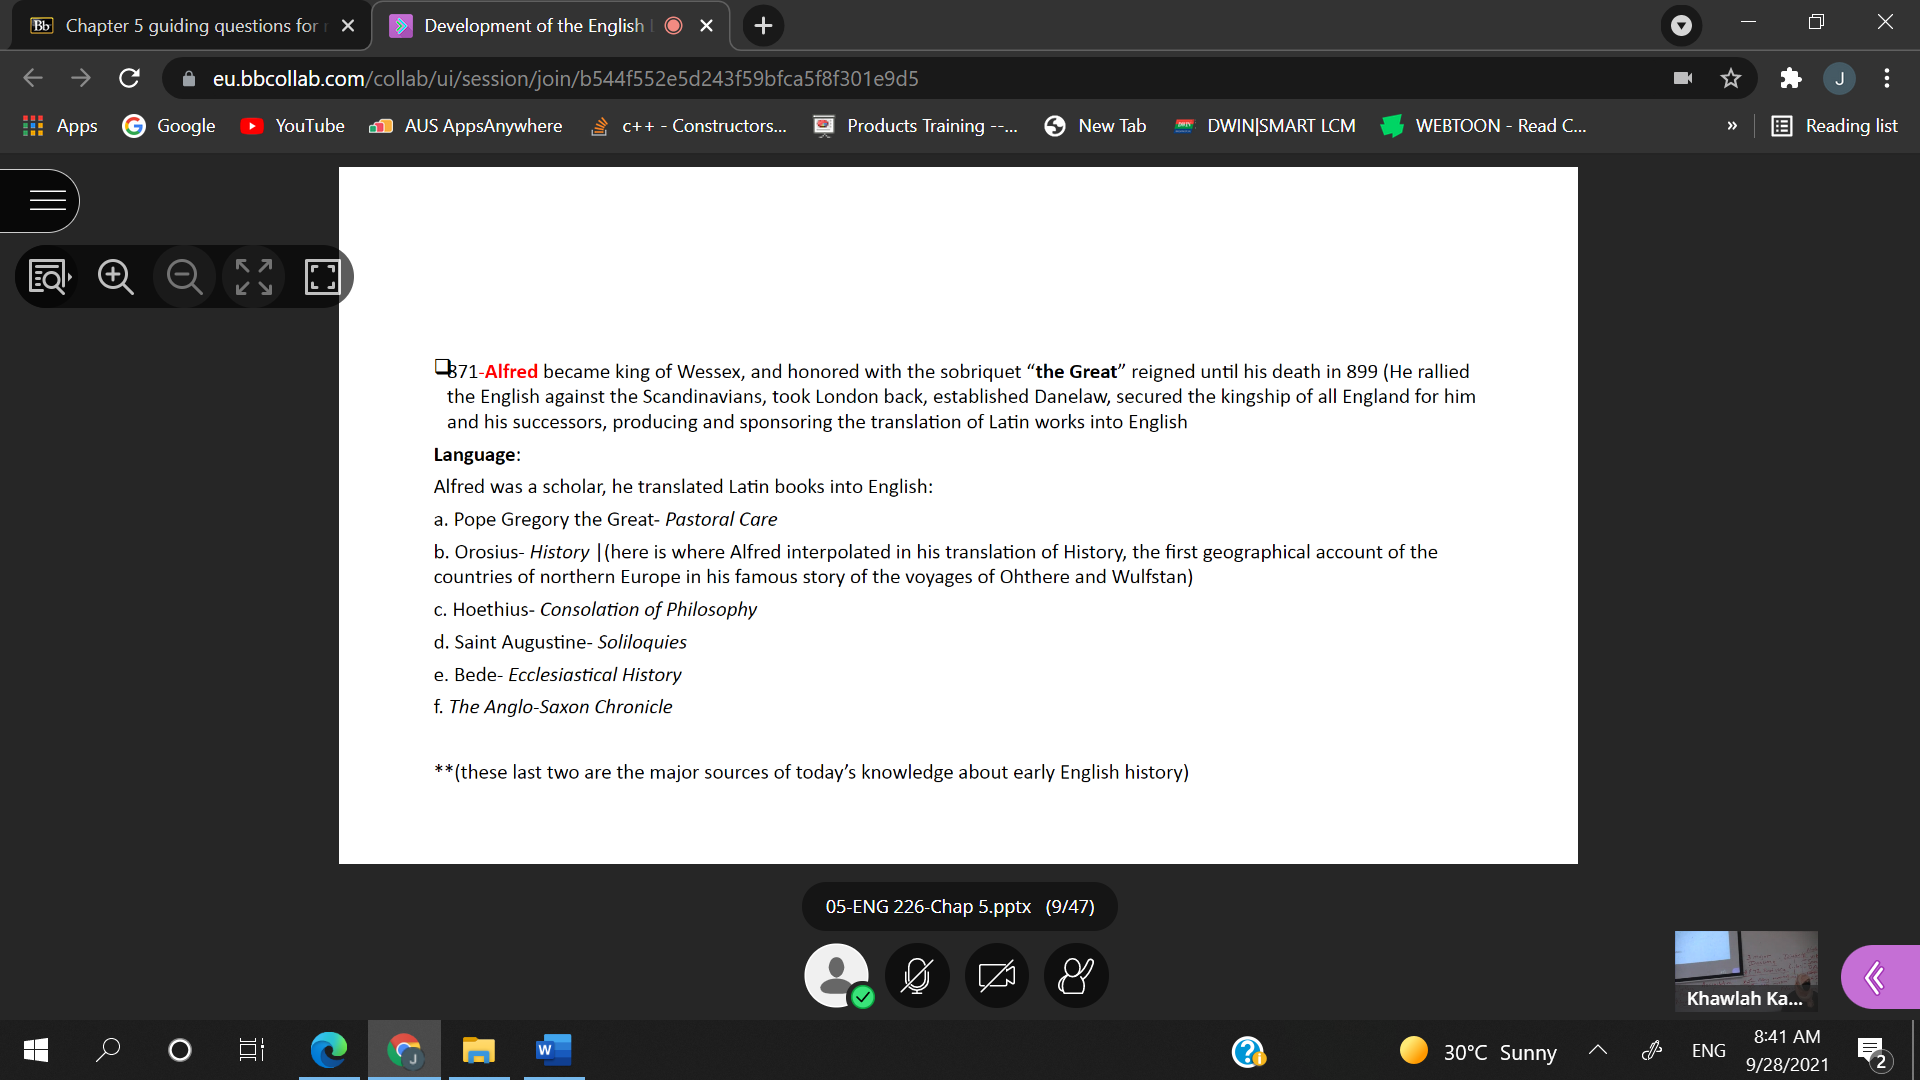 Chapter 5 guiding questions for
Development of the English
eu.bbcollab.com/collab/ui/session/join/b544f552e5d243f59bfca5f8f301e9d5
J
Apps
Google
YouTube
AUS AppsAnywhere
c++ - Constructors...
Products Training --...
New Tab
DWIN|SMART LCM
WEBTOON - Read C...
»
Reading list
❑871-Alfred became king of Wessex, and honored with the sobriquet “the Great” reigned until his death in 899 (He rallied
the English against the Scandinavians, took London back, established Danelaw, secured the kingship of all England for him
and his successors, producing and sponsoring the translation of Latin works into English
Language:
Alfred was a scholar, he translated Latin books into English:
a. Pope Gregory the Great- Pastoral Care
b. Orosius- History |(here is where Alfred interpolated in his translation of History, the first geographical account of the
countries of northern Europe in his famous story of the voyages of Ohthere and Wulfstan)
c. Hoethius- Consolation of Philosophy
d. Saint Augustine- Soliloquies
e. Bede- Ecclesiastical History
f. The Anglo-Saxon Chronicle
**(these last two are the major sources of today’s knowledge about early English history)
05-ENG 226-Chap 5.pptx (9/47)
Khawlah Ka...
30°C Sunny
ENG
8:41 AM
9/28/2021
2